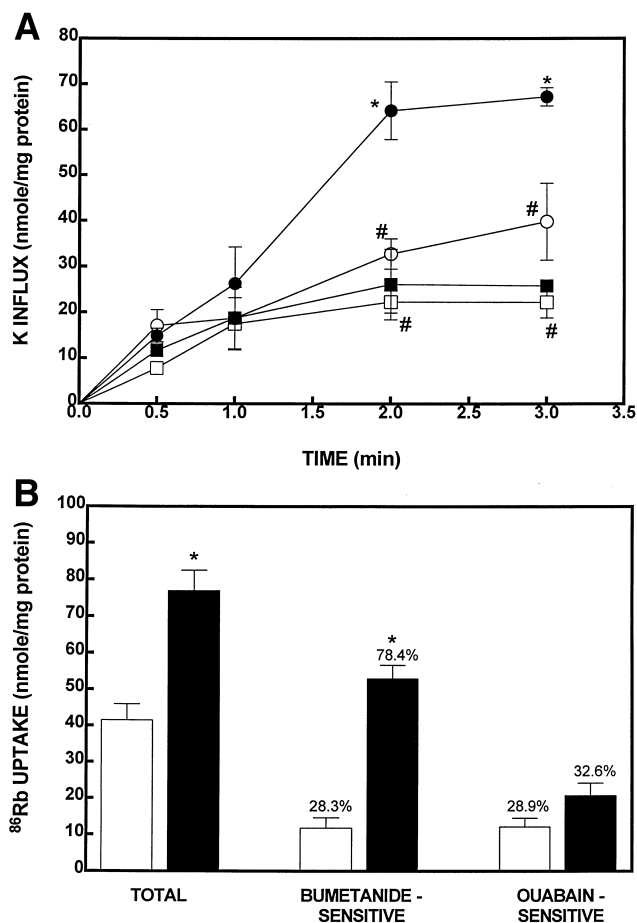 A
K INFLUX (nmole/mg protein)
80
70
60
50
40
30
20
10
0
* *
# #
# #
0.0 0.5 1.0 1.5 2.0 2.5 3.0 3.5
TIME (min)
B
86Rb UPTAKE (nmole/mg protein)
100
90
80
70
60
50
40
30
20
10
0
*
*
78.4%
28.3%
28.9%
32.6%
TOTAL
BUMETANIDE -
SENSITIVE
OUABAIN -
SENSITIVE